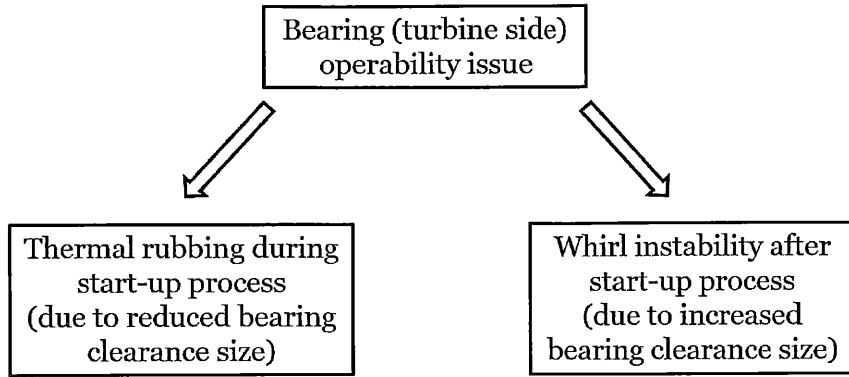 Bearing (turbine side)
operability issue
Thermal rubbing during
start-up process
(due to reduced bearing
clearance size)
Whirl instability after
start-up process
(due to increased
bearing clearance size)